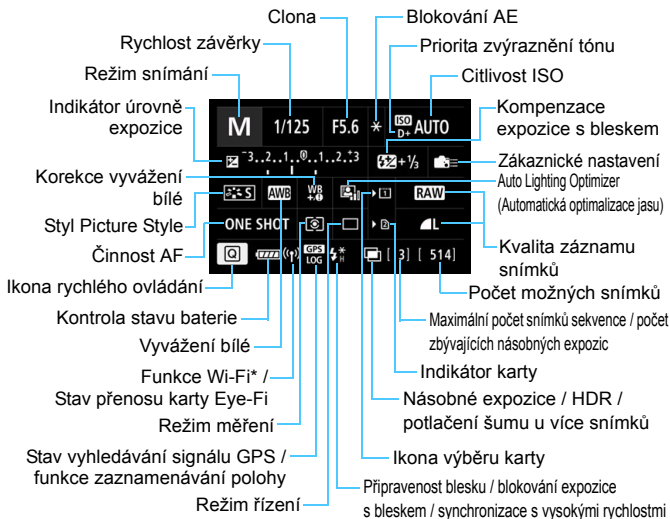 Clona
Blokování AE
Rychlost závěrky
Priorita zvýraznění tónu
Režim snímání
Citlivost ISO
Indikátor úrovně
expozice
Kompenzace
expozice s bleskem
M 1/125 F5.6 ISO D+ AUTO
-3..2..1..0..1..2.+3 +1/3
Zákaznické nastavení
Korekce vyvážení
bílé
Auto Lighting Optimizer
(Automatická optimalizace jasu)
S AWB WB +.0 1 RAW
Styl Picture Style
ONE SHOT 2 L
Činnost AF
Kvalita záznamu
snímků
Q GPS LOG H [ 3] [ 514]
Ikona rychlého ovládání
Počet možných snímků
Kontrola stavu baterie
Maximální počet snímků sekvence / počet
zbývajících násobných expozic
Vyvážení bílé
Indikátor karty
Funkce Wi-Fi* /
Stav přenosu karty Eye-Fi
Násobné expozice / HDR /
potlačení šumu u více snímků
Režim měření
Stav vyhledávání signálu GPS /
funkce zaznamenávání polohy
Ikona výběru karty
Režim řízení
Připravenost blesku / blokování expozice
s bleskem / synchronizace s vysokými rychlostmi